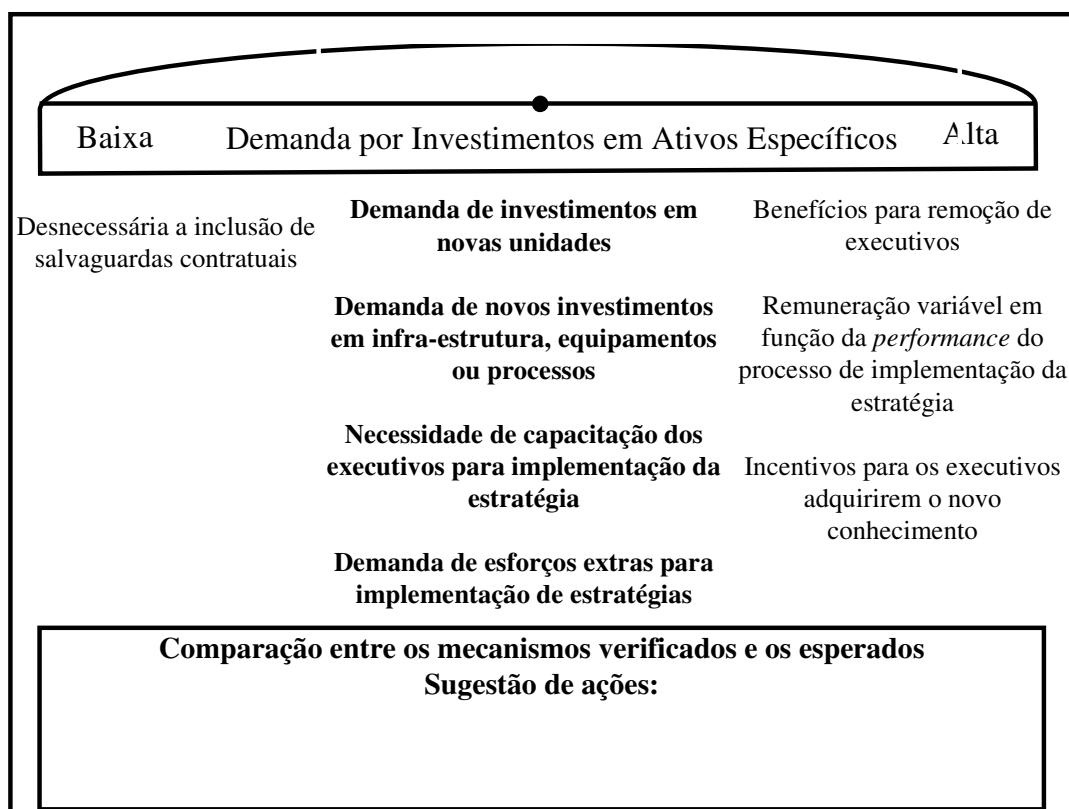 Baixa Demanda por Investimentos em Ativos Específicos Alta
Desnecessária a inclusão de
salvaguardas contratuais
Demanda de investimentos em
novas unidades
Demanda de novos investimentos
em infra-estrutura, equipamentos
ou processos
Necessidade de capacitação dos
executivos para implementação da
estratégia
Demanda de esforços extras para
implementação de estratégias
Benefícios para remoção de
executivos
Remuneração variável em
função da performance do
processo de implementação da
estratégia
Incentivos para os executivos
adquirirem o novo
conhecimento
Comparação entre os mecanismos verificados e os esperados
Sugestão de ações: